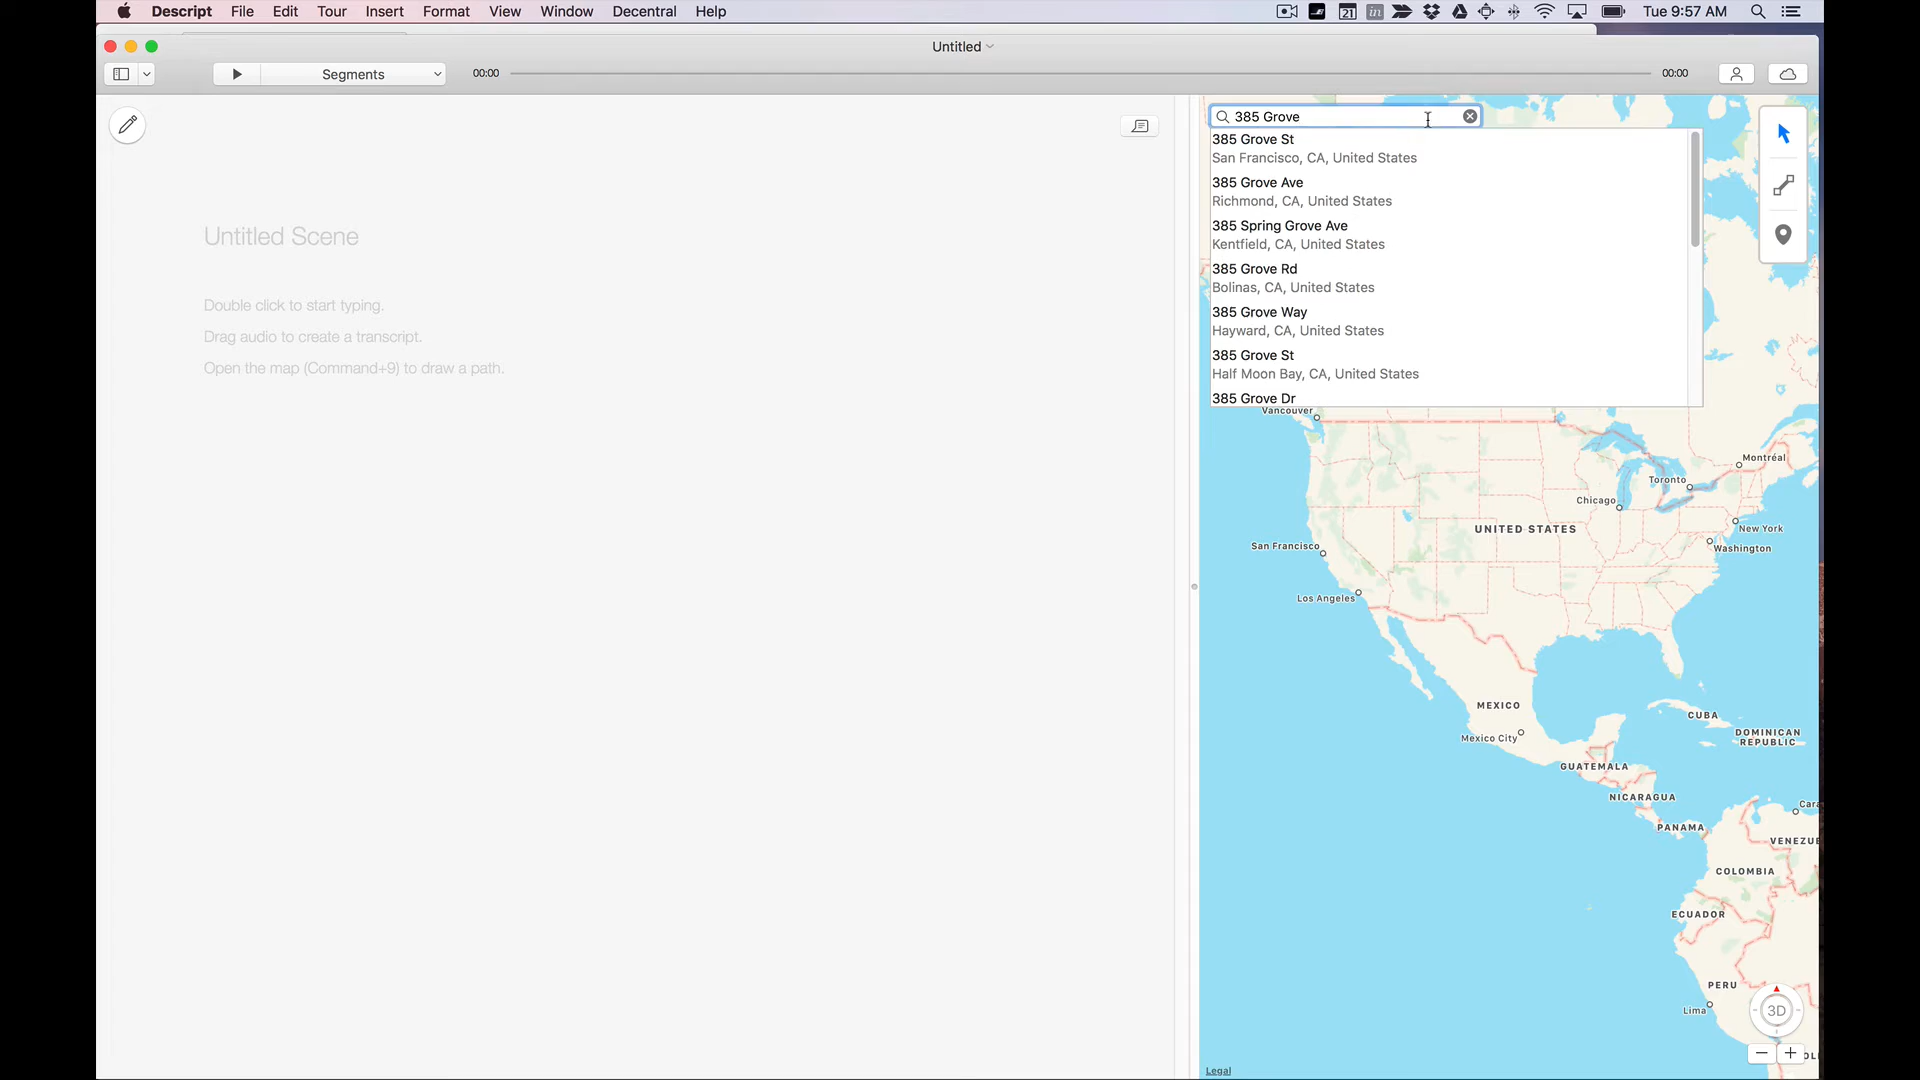 Descript File Edit Tour Insert Format View Window Decentral Help
21 in Tue 9:57 AM
Untitled
Segments 00:00 00:00
385 Grove
385 Grove St
San Francisco, CA, United States
385 Grove Ave
Richmond, CA, United States
385 Spring Grove Ave
Kentfield, CA, United States
385 Grove Rd
Bolinas, CA, United States
385 Grove Way
Hayward, CA, United States
385 Grove St
Half Moon Bay, CA, United States
385 Grove Dr
Untitled Scene
Double click to start typing.
Drag audio to create a transcript.
Open the map (Command+9) to draw a path.
Vancouver
Montréal
Toronto
Chicago
UNITED STATES
New York
San Francisco
Washington
Los Angeles
MEXICO
CUBA
Mexico City
DOMINICAN
REPUBLIC
GUATEMALA
NICARAGUA
Cara
PANAMA
VENEZUE
COLOMBIA
ECUADOR
PERU
Lima
3D
Legal